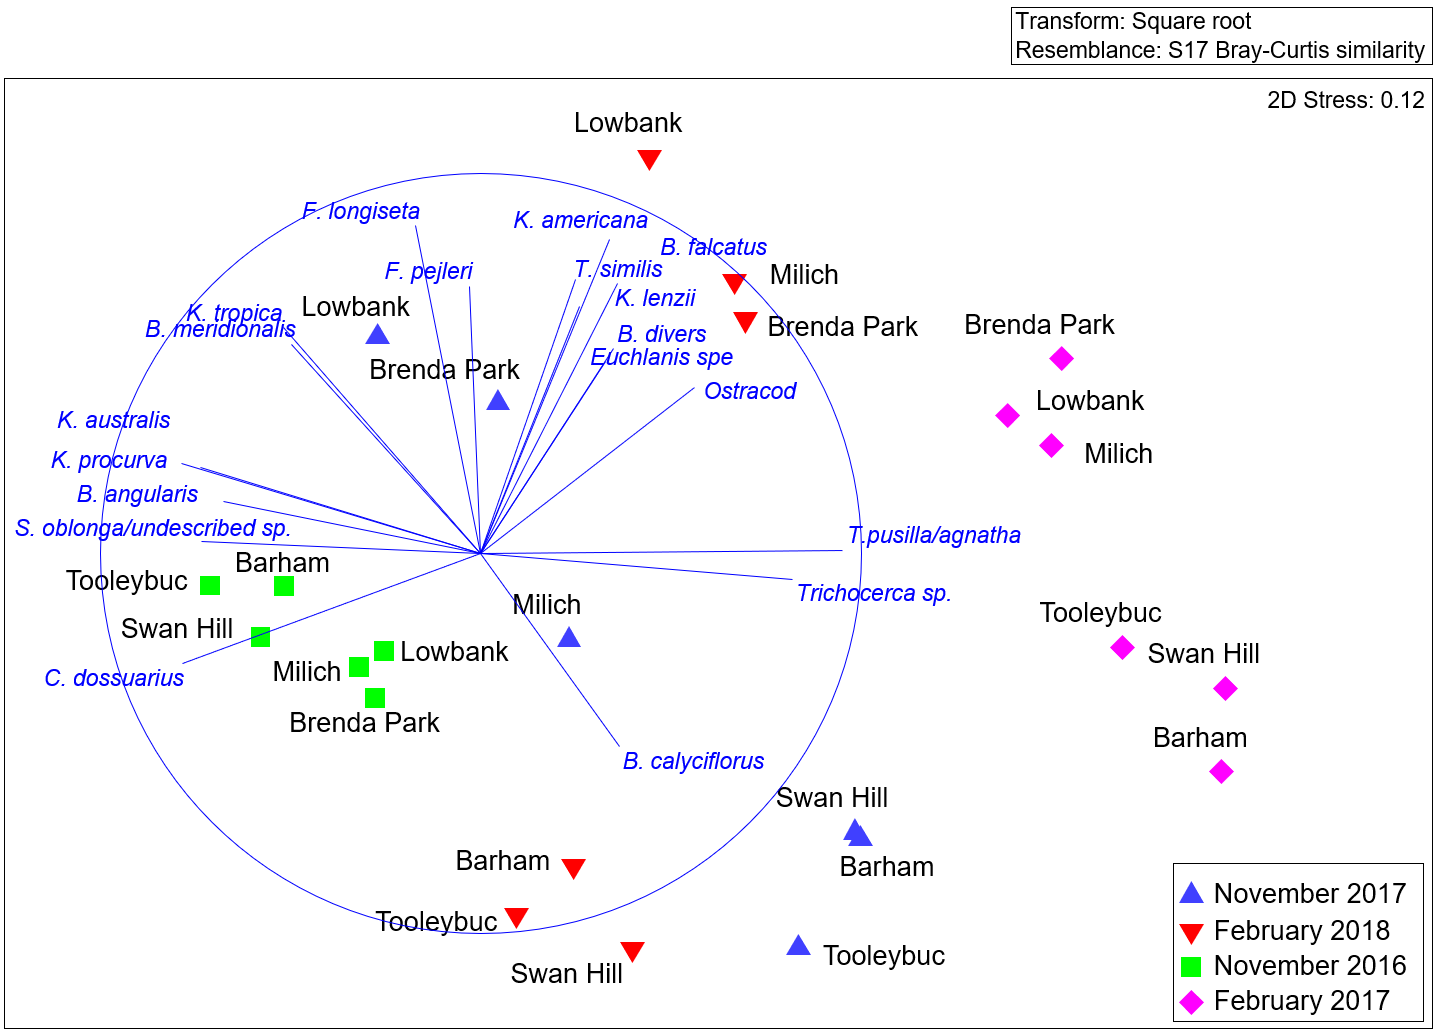 Transform: Square root
Resemblance: S17 Bray-Curtis similarity
2D Stress: 0.12
Lowbank
F. longiseta
K. americana
B. falcatus
F. pejleri
T. similis
Milich
K. lenzii
Lowbank
K. tropica
B. meridionalis
B. divers
Brenda Park
Brenda Park
Euchlanis spe
Brenda Park
Ostracod
Lowbank
K. australis
Milich
K. procurva
B. angularis
S. oblonga/undescribed sp.
T.pusilla/agnatha
Barham
Tooleybuc
Trichocerca sp.
Milich
Tooleybuc
Swan Hill
Lowbank
Swan Hill
Milich
C. dossuarius
Brenda Park
Barham
B. calyciflorus
Swan Hill
Barham
Barham
Tooleybuc
Swan Hill
Tooleybuc
November 2017
February 2018
November 2016
February 2017